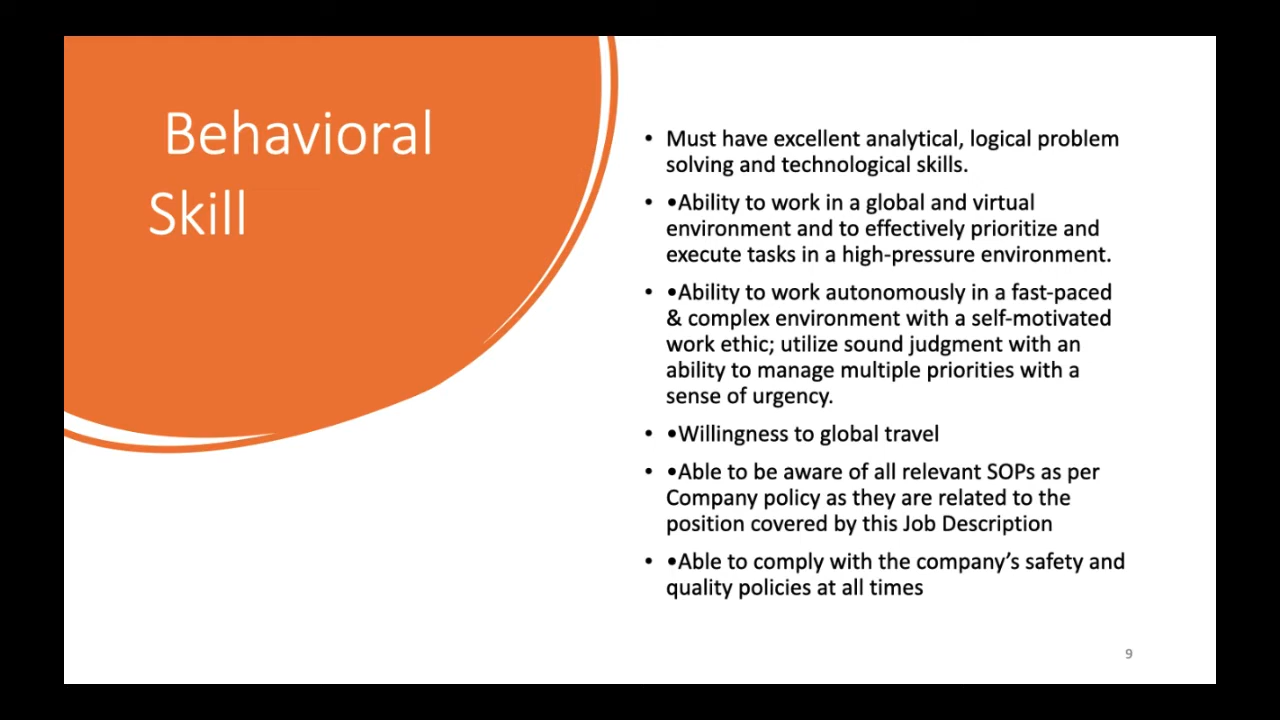 Behavioral
Skill
• Must have excellent analytical, logical problem
solving and technological skills.
• •Ability to work in a global and virtual
environment and to effectively prioritize and
execute tasks in a high-pressure environment.
• •Ability to work autonomously in a fast-paced
& complex environment with a self-motivated
work ethic; utilize sound judgment with an
ability to manage multiple priorities with a
sense of urgency.
• •Willingness to global travel
• •Able to be aware of all relevant SOPs as per
Company policy as they are related to the
position covered by this Job Description
• •Able to comply with the company’s safety and
quality policies at all times
9